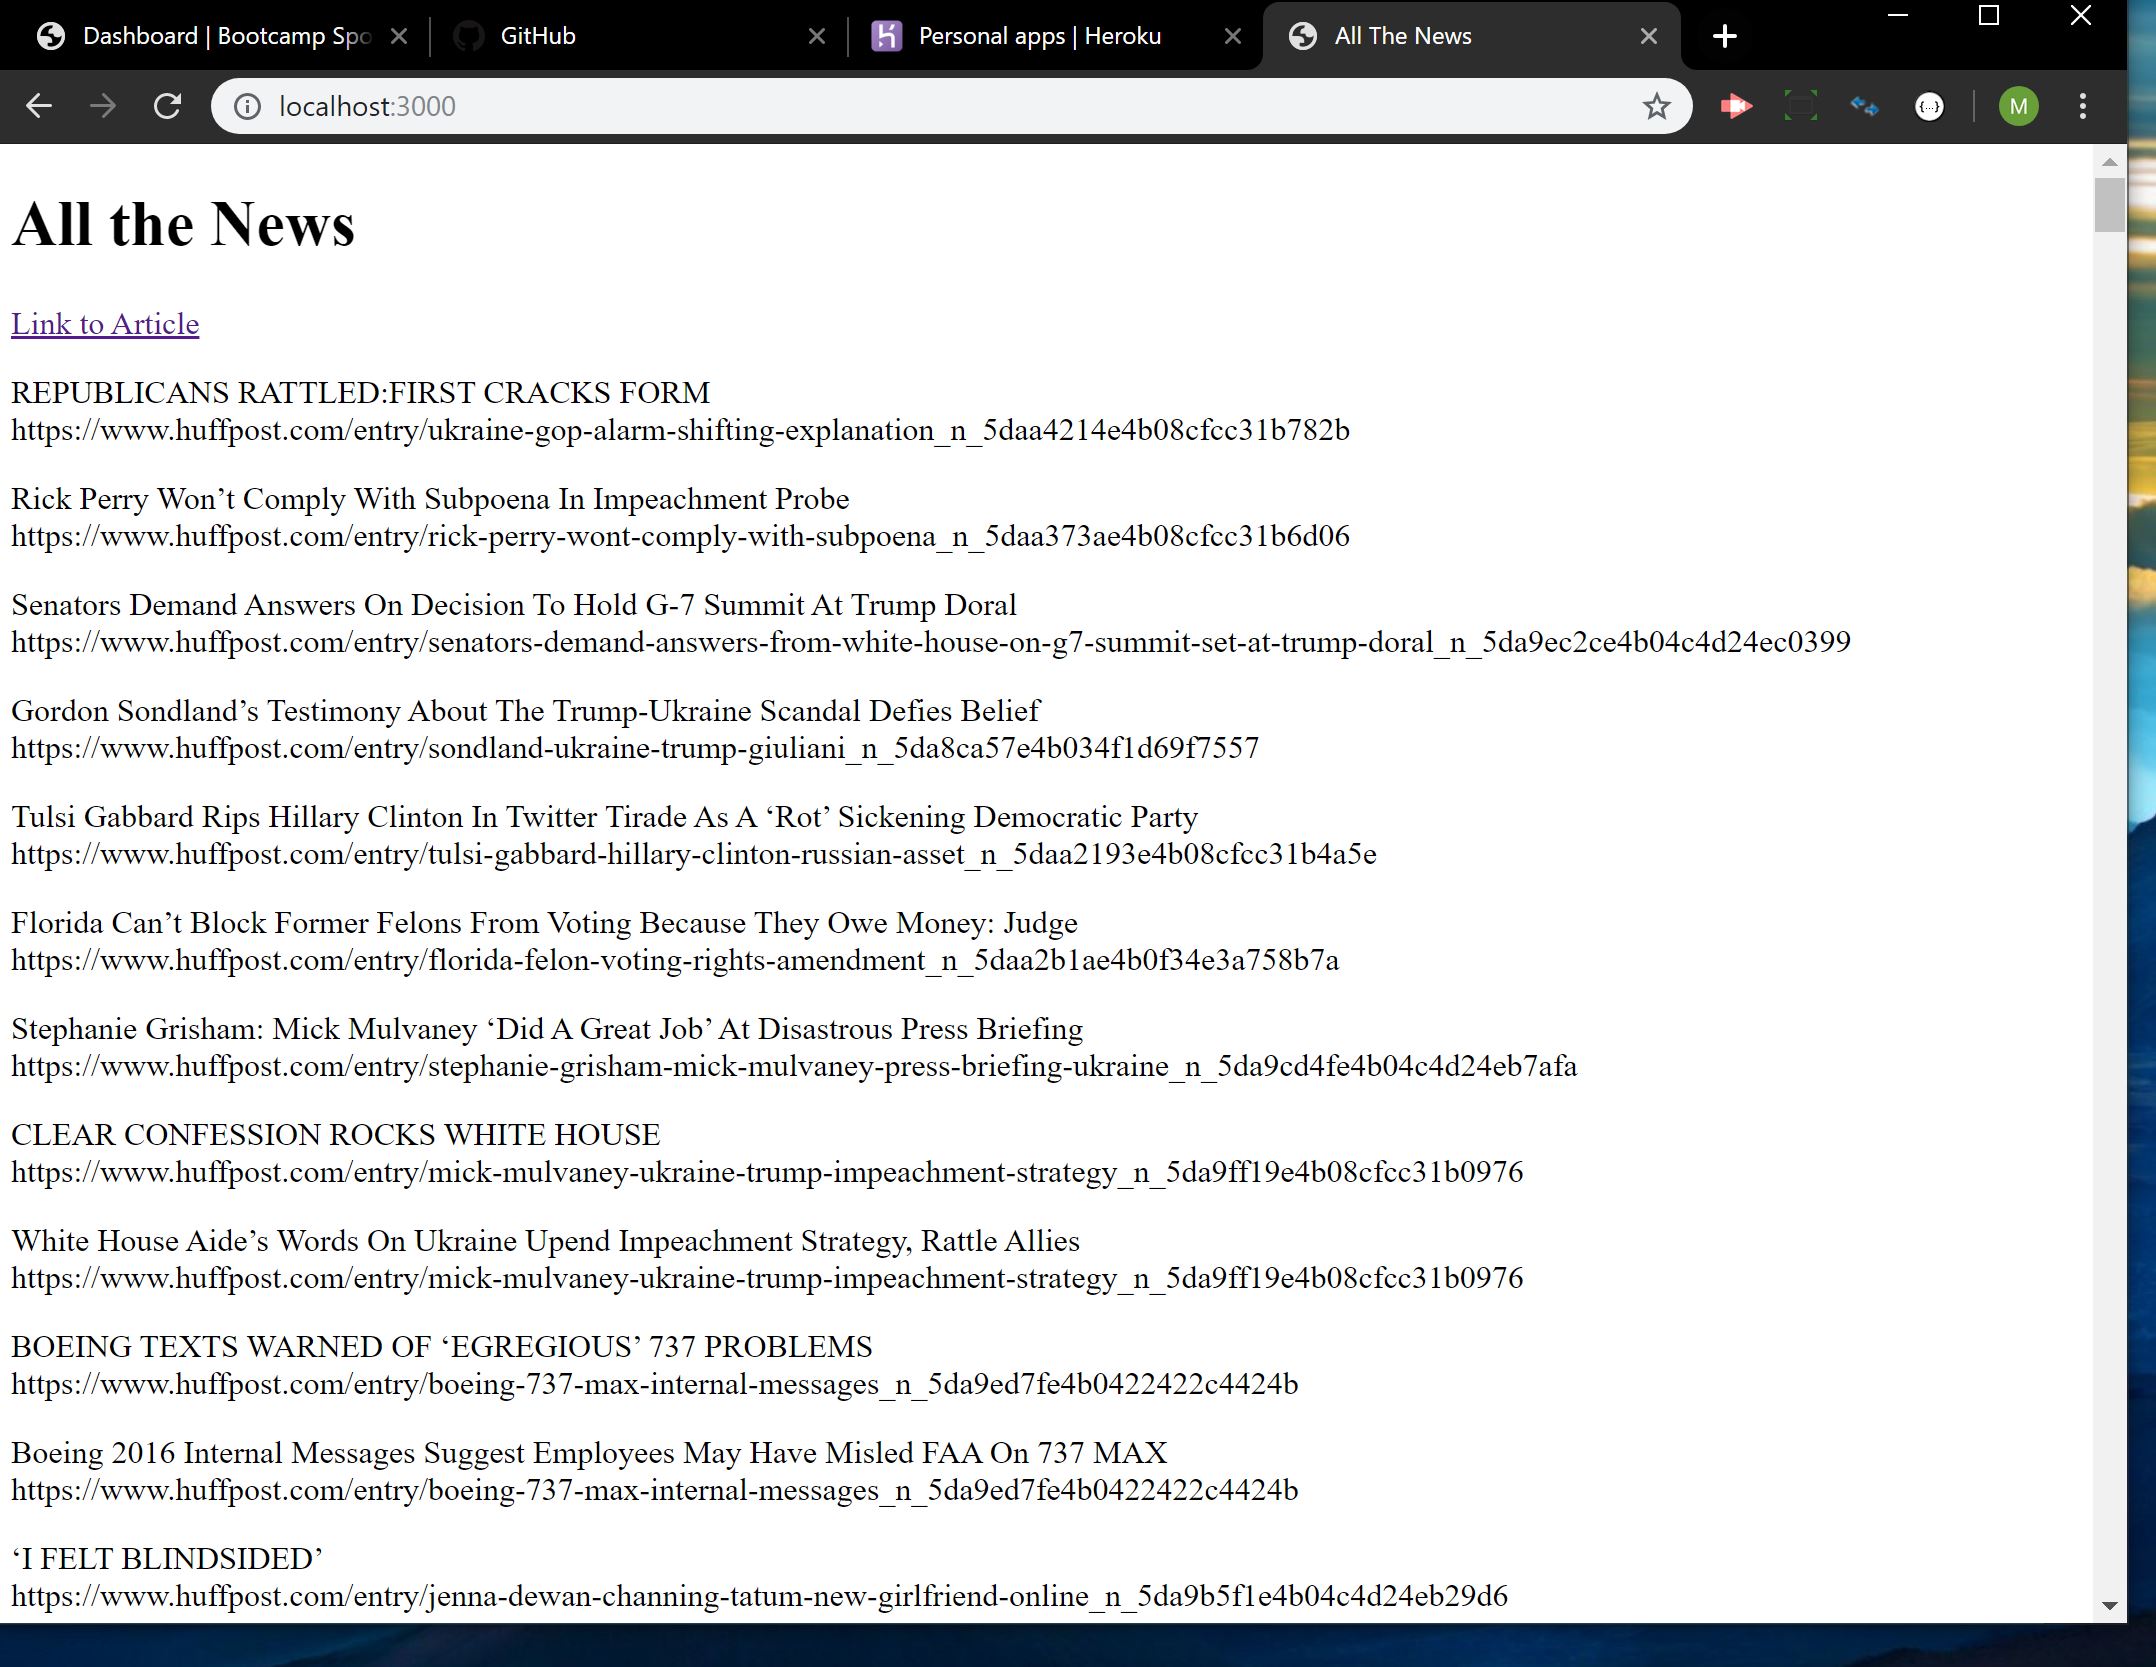 Dashboard | Bootcamp Spo
GitHub
Personal apps | Heroku
All The News
localhost:3000
{...}
M
All the News
Link to Article
REPUBLICANS RATTLED:FIRST CRACKS FORM
https://www.huffpost.com/entry/ukraine-gop-alarm-shifting-explanation_n_5daa4214e4b08cfcc31b782b
Rick Perry Won’t Comply With Subpoena In Impeachment Probe
https://www.huffpost.com/entry/rick-perry-wont-comply-with-subpoena_n_5daa373ae4b08cfcc31b6d06
Senators Demand Answers On Decision To Hold G-7 Summit At Trump Doral
https://www.huffpost.com/entry/senators-demand-answers-from-white-house-on-g7-summit-set-at-trump-doral_n_5da9ec2ce4b04c4d24ec0399
Gordon Sondland’s Testimony About The Trump-Ukraine Scandal Defies Belief
https://www.huffpost.com/entry/sondland-ukraine-trump-giuliani_n_5da8ca57e4b034f1d69f7557
Tulsi Gabbard Rips Hillary Clinton In Twitter Tirade As A ‘Rot’ Sickening Democratic Party
https://www.huffpost.com/entry/tulsi-gabbard-hillary-clinton-russian-asset_n_5daa2193e4b08cfcc31b4a5e
Florida Can’t Block Former Felons From Voting Because They Owe Money: Judge
https://www.huffpost.com/entry/florida-felon-voting-rights-amendment_n_5daa2b1ae4b0f34e3a758b7a
Stephanie Grisham: Mick Mulvaney ‘Did A Great Job’ At Disastrous Press Briefing
https://www.huffpost.com/entry/stephanie-grisham-mick-mulvaney-press-briefing-ukraine_n_5da9cd4fe4b04c4d24eb7afa
CLEAR CONFESSION ROCKS WHITE HOUSE
https://www.huffpost.com/entry/mick-mulvaney-ukraine-trump-impeachment-strategy_n_5da9ff19e4b08cfcc31b0976
White House Aide’s Words On Ukraine Upend Impeachment Strategy, Rattle Allies
https://www.huffpost.com/entry/mick-mulvaney-ukraine-trump-impeachment-strategy_n_5da9ff19e4b08cfcc31b0976
BOEING TEXTS WARNED OF ‘EGREGIOUS’ 737 PROBLEMS
https://www.huffpost.com/entry/boeing-737-max-internal-messages_n_5da9ed7fe4b0422422c4424b
Boeing 2016 Internal Messages Suggest Employees May Have Misled FAA On 737 MAX
https://www.huffpost.com/entry/boeing-737-max-internal-messages_n_5da9ed7fe4b0422422c4424b
‘I FELT BLINDSIDED’
https://www.huffpost.com/entry/jenna-dewan-channing-tatum-new-girlfriend-online_n_5da9b5f1e4b04c4d24eb29d6